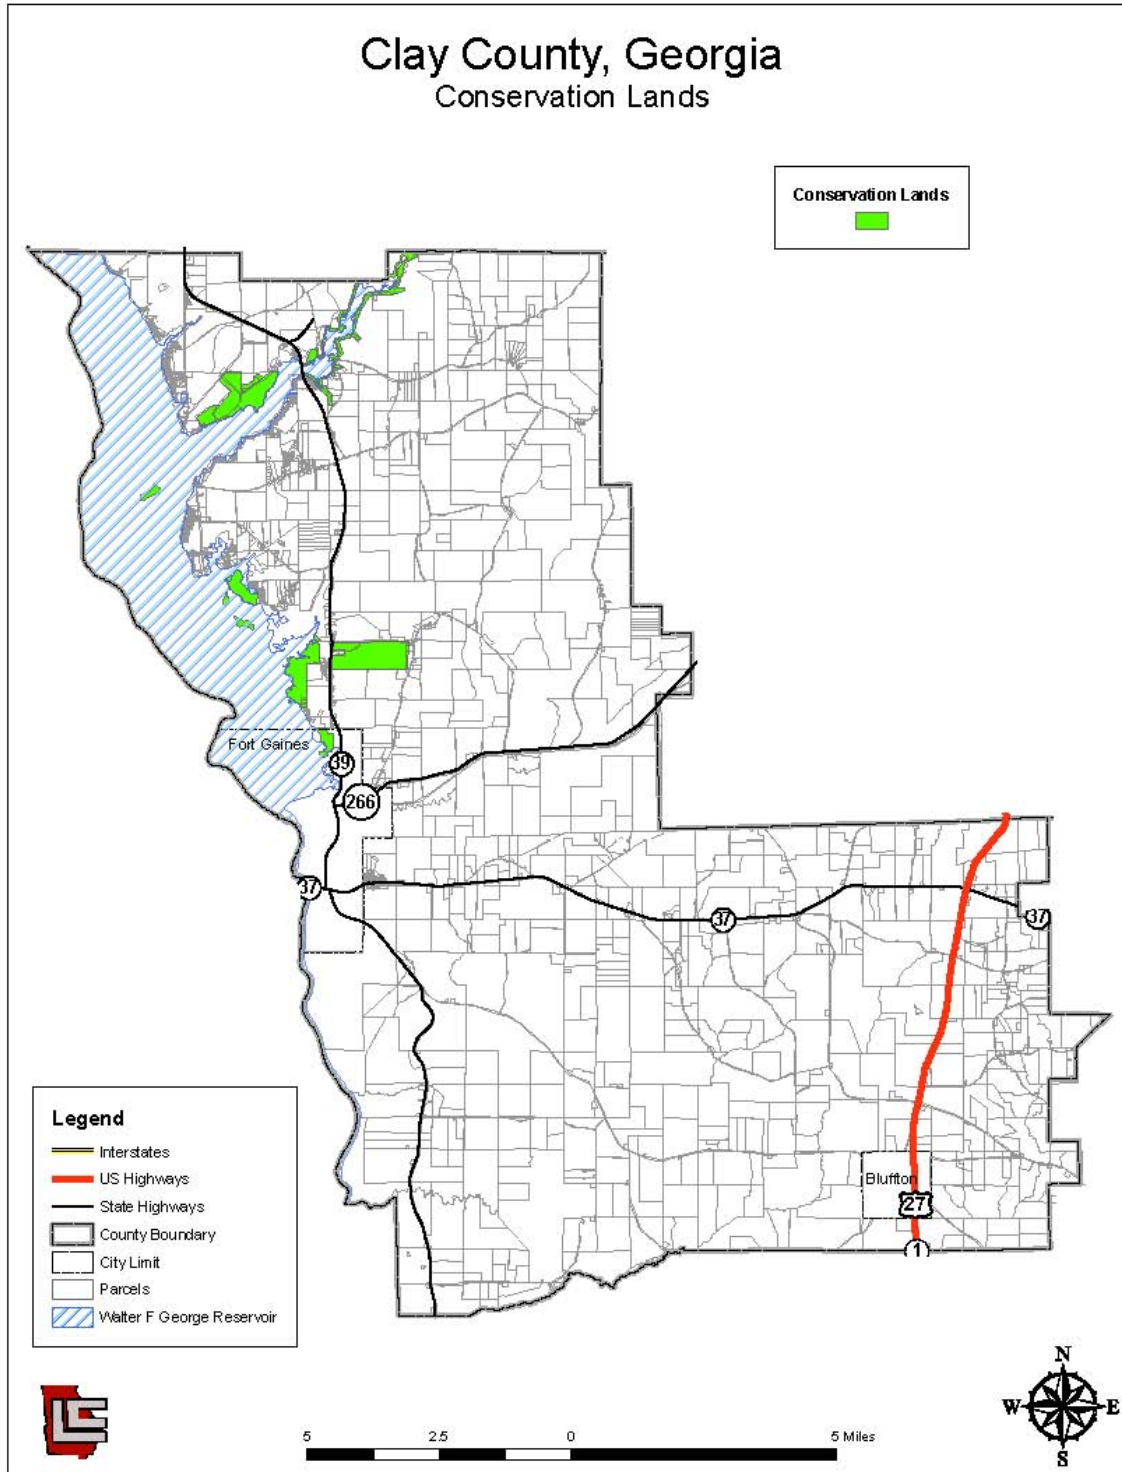 Clay County, Georgia
Conservation Lands
Conservation Lands
Fort Gaines
39
266
37
37
37
Bluffton
27
1
Legend
Interstates
US Highways
State Highways
County Boundary
City Limit
Parcels
Walter F George Reservoir
N
W E
S
5 2.5 0 5 Miles